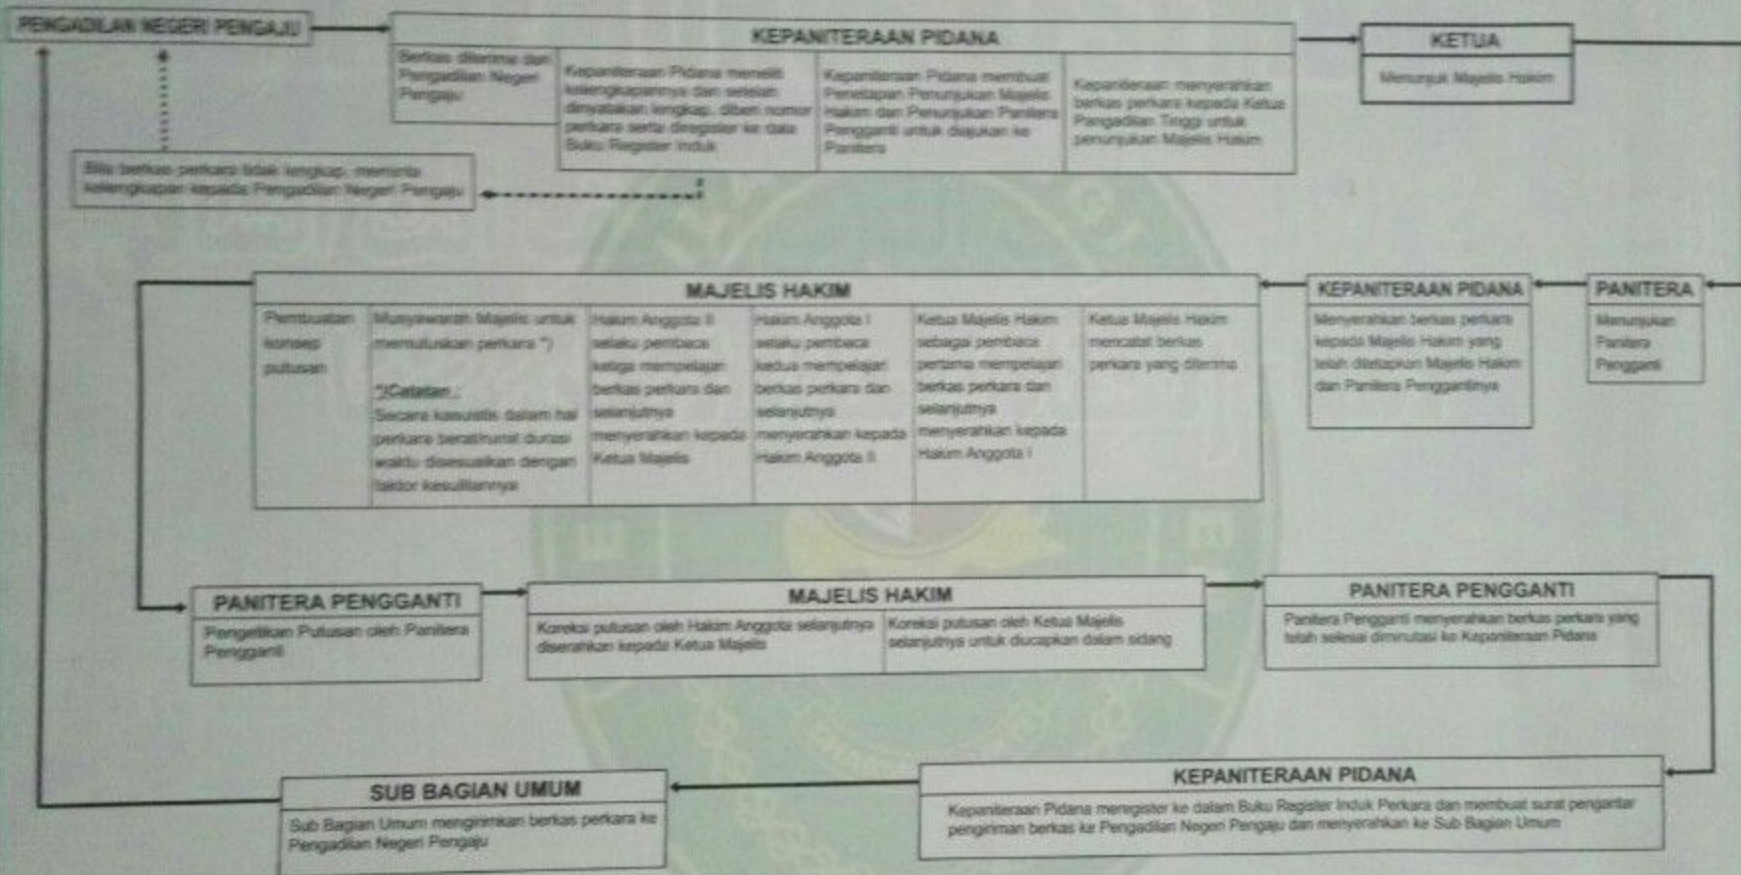 PENGADILAN NEGERI PENGAJU
KEPANITERAAN PIDANA
Berkas diterima dari
Pengadilan Negeri
Pengaju
Kepaniteraan Pidana meneliti
kelengkapannya dan setelah
dinyatakan lengkap, diberi nomor
perkara serta diregister ke dala
Buku Register Induk
Kepaniteraan Pidana membuat
Penetapan Penunjukan Majelis
Hakim dan Penunjukan Panitera
Pengganti untuk diajukan ke
Panitera
Kepaniteraan menyerahkan
berkas perkara kepada Ketua
Pangadilan Tinggi untuk
penunjukan Majelis Hakim
KETUA
Menunjuk Majelis Hakim
Bila berkas perkara tidak lengkap, meminta
kelengkapan kepada Pengadilan Negeri Pengaju
PANITERA
Menunjukan
Panitera
Pengganti
KEPANITERAAN PIDANA
Menyerahkan berkas perkara
kepada Majelis Hakim yang
telah ditetapkan Majelis Hakim
dan Panitera Penggantinya
MAJELIS HAKIM
Pembuatan
konsep
putusan
Musyawarah Majelis untuk
memutuskan perkara *)
*)Catatan :
Secara kasuistis dalam hal
perkara berat/rumit durasi
waktu disesuaikan dengan
faktor kesulitannya
Hakim Anggota II
selaku pembaca
ketiga mempelajari
berkas perkara dan
selanjutnya
menyerahkan kepada
Ketua Majelis
Hakim Anggota I
selaku pembaca
kedua mempelajari
berkas perkara dan
selanjutnya
menyerahkan kepada
Hakim Anggota II
Ketua Majelis Hakim
sebagai pembaca
pertama mempelajari
berkas perkara dan
selanjutnya
menyerahkan kepada
Hakim Anggota I
Ketua Majelis Hakim
mencatat berkas
perkara yang diterima
PANITERA PENGGANTI
Pengetikan Putusan oleh Panitera
Pengganti
MAJELIS HAKIM
Koreksi putusan oleh Hakim Anggota selanjutnya
diserahkan kepada Ketua Majelis
Koreksi putusan oleh Ketua Majelis
selanjutnya untuk diucapkan dalam sidang
PANITERA PENGGANTI
Panitera Pengganti menyerahkan berkas perkara yang
telah selesai diminutasi ke Kepaniteraan Pidana
KEPANITERAAN PIDANA
Kepaniteraan Pidana meregister ke dalam Buku Register Induk Perkara dan membuat surat pengantar
pengiriman berkas ke Pengadilan Negeri Pengaju dan menyerahkan ke Sub Bagian Umum
SUB BAGIAN UMUM
Sub Bagian Umum mengirimkan berkas perkara ke
Pengadilan Negeri Pengaju